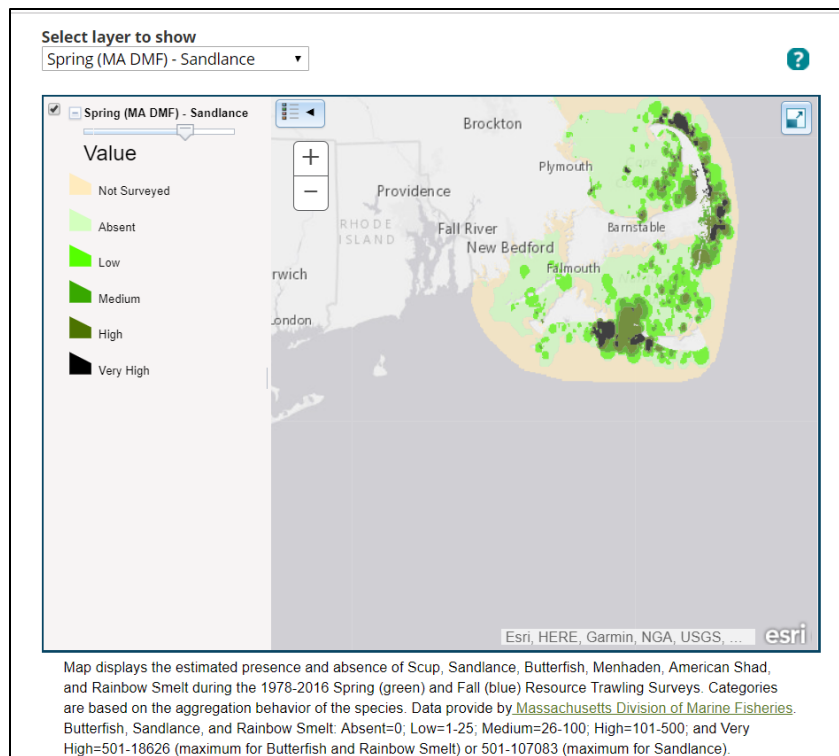 Select layer to show
Spring (MA DMF) - Sandlance
?
Spring (MA DMF) - Sandlance
Value
Not Surveyed
Absent
Low
Medium
High
Very High
+
−
Brockton
Plymouth
Providence
RHODE
ISLAND
Fall River
New Bedford
Barnstable
Falmouth
rwich
ondon
Esri, HERE, Garmin, NGA, USGS, ...
esri
Map displays the estimated presence and absence of Scup, Sandlance, Butterfish, Menhaden, American Shad,
and Rainbow Smelt during the 1978-2016 Spring (green) and Fall (blue) Resource Trawling Surveys. Categories
are based on the aggregation behavior of the species. Data provide by Massachusetts Division of Marine Fisheries.
Butterfish, Sandlance, and Rainbow Smelt: Absent=0; Low=1-25; Medium=26-100; High=101-500; and Very
High=501-18626 (maximum for Butterfish and Rainbow Smelt) or 501-107083 (maximum for Sandlance).